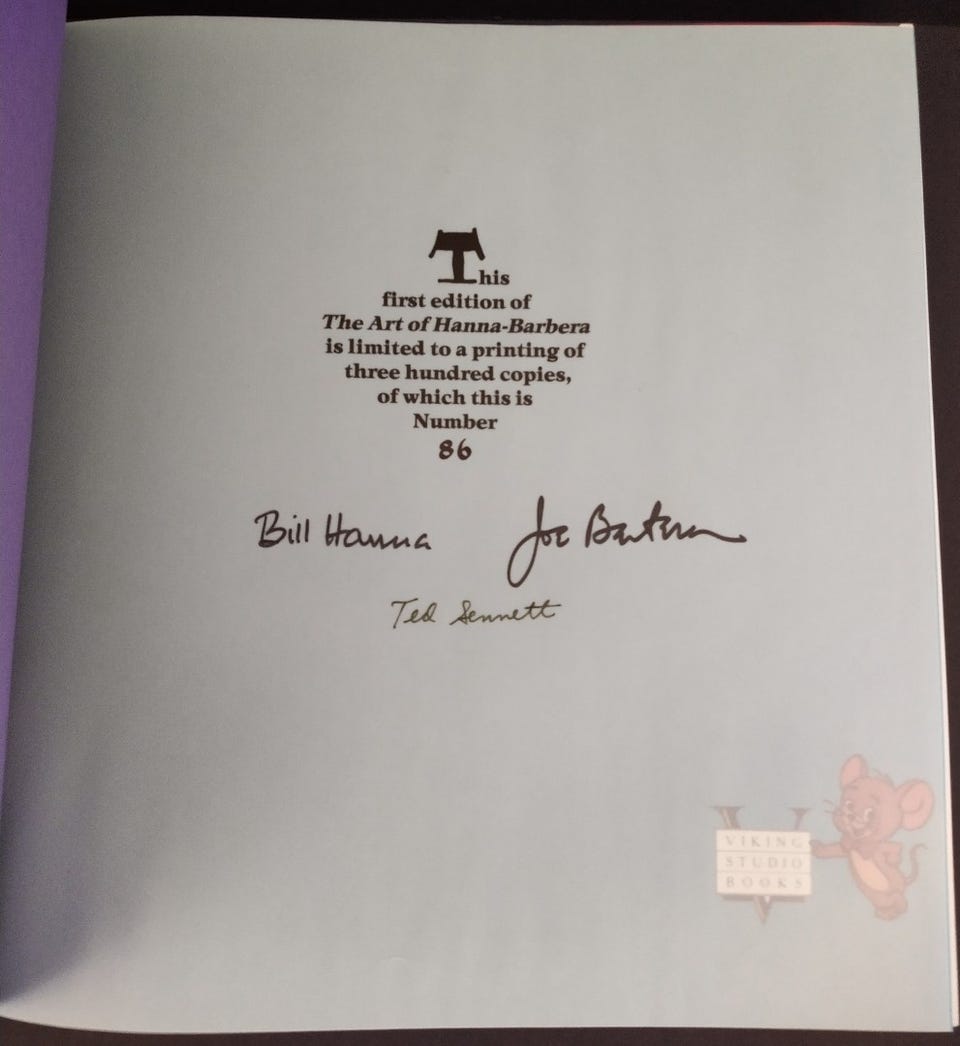 This
first edition of
The Art of Hanna-Barbera
is limited to a printing of
three hundred copies,
of which this is
Number
86
Bill Hanna Joe Barbera
Ted Sennett
VIKING
STUDIO
BOOKS